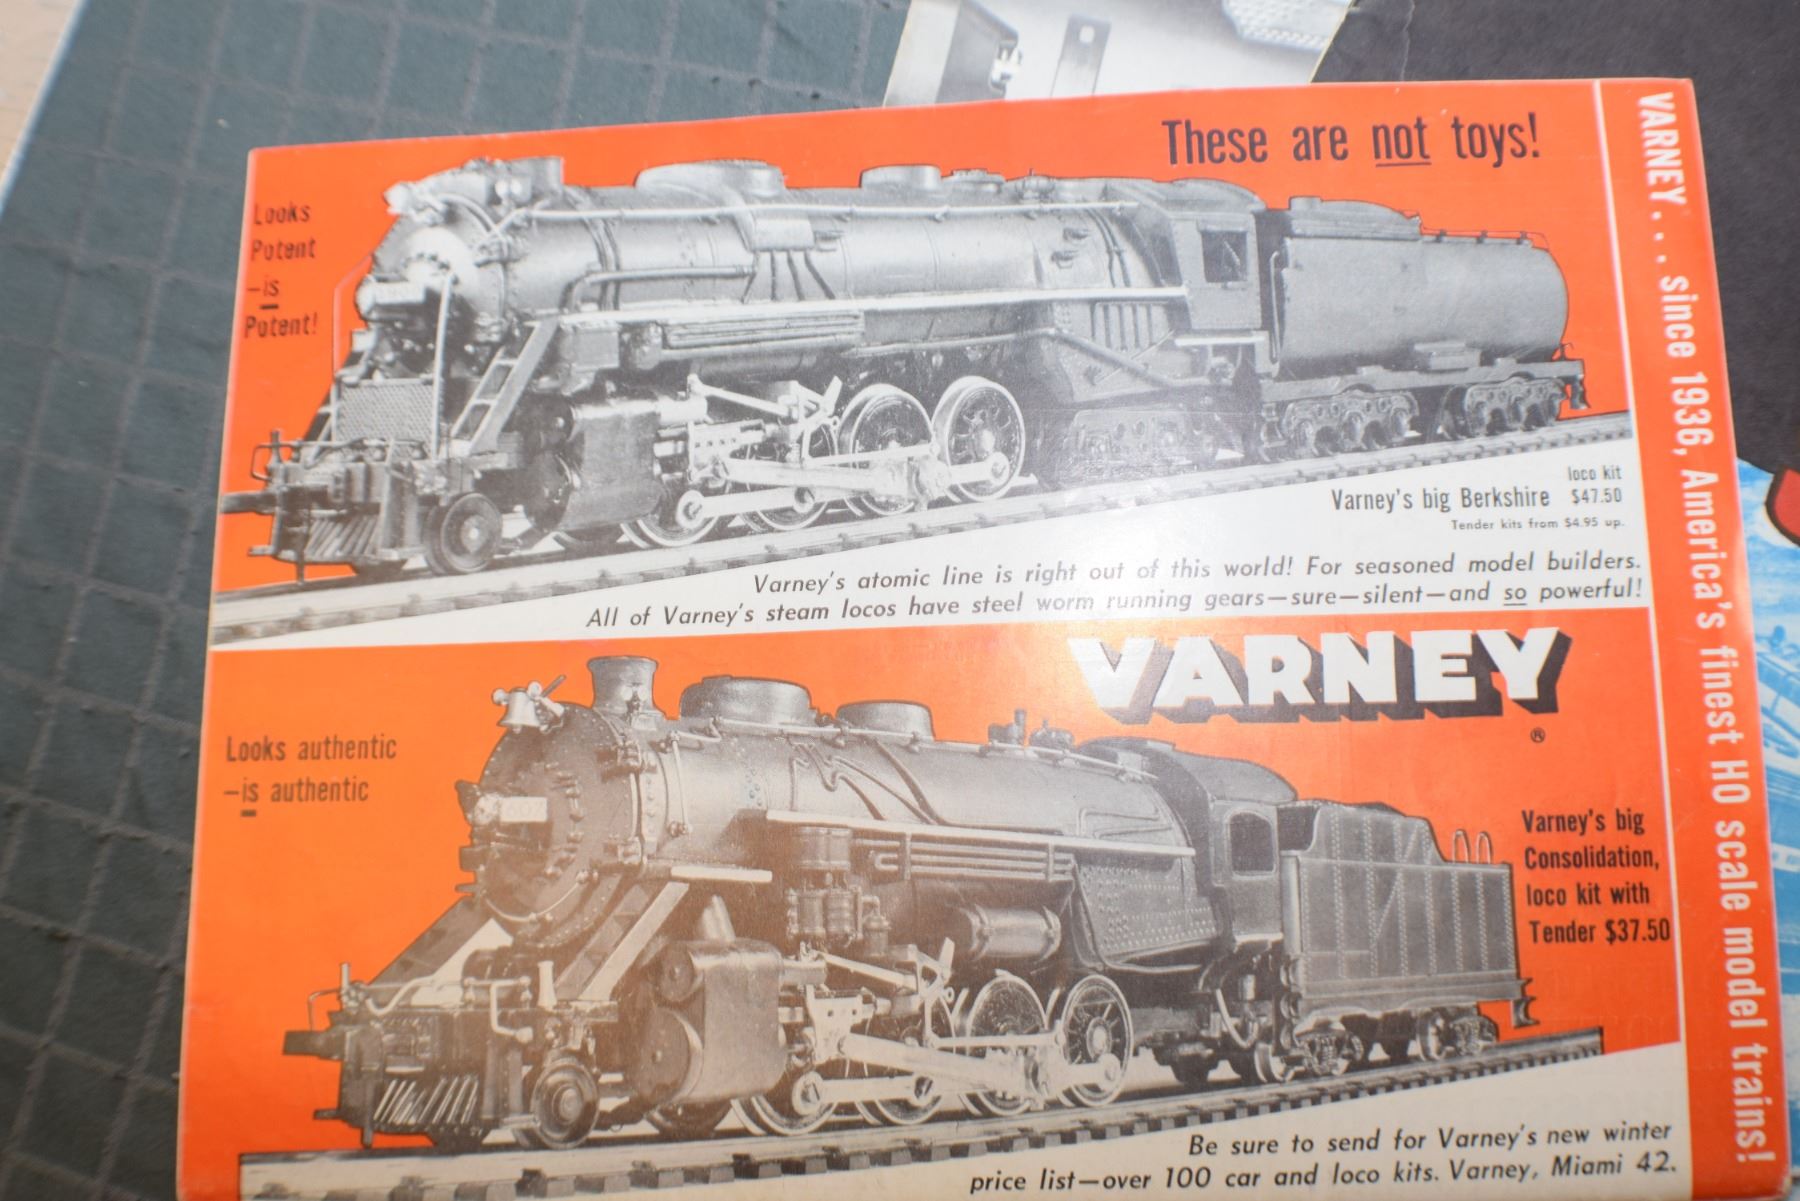 These are not toys!
Looks
Potent
–is
Potent!
loco kit
Varney's big Berkshire $47.50
Tender kits from $4.95 up.
Varney's atomic line is right out of this world! For seasoned model builders.
All of Varney's steam locos have steel worm running gears—sure—silent—and so powerful!
VARNEY
®
Looks authentic
–is authentic
Varney's big
Consolidation,
loco kit with
Tender $37.50
Be sure to send for Varney's new winter
price list—over 100 car and loco kits. Varney, Miami 42.
VARNEY... since 1936, America's finest HO scale model trains!